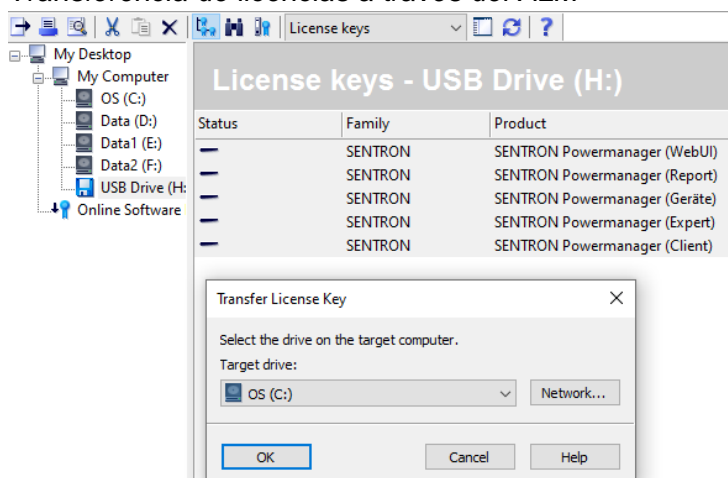 Transferencia de licencias a través del ALM
License keys
My Desktop
My Computer
OS (C:)
Data (D:)
Data1 (E:)
Data2 (F:)
USB Drive (H:
Online Software
License keys - USB Drive (H:)
Status Family Product
SENTRON SENTRON Powermanager (WebUI)
SENTRON SENTRON Powermanager (Report)
SENTRON SENTRON Powermanager (Geräte)
SENTRON SENTRON Powermanager (Expert)
SENTRON SENTRON Powermanager (Client)
Transfer License Key
Select the drive on the target computer.
Target drive:
OS (C:) Network...
OK Cancel Help